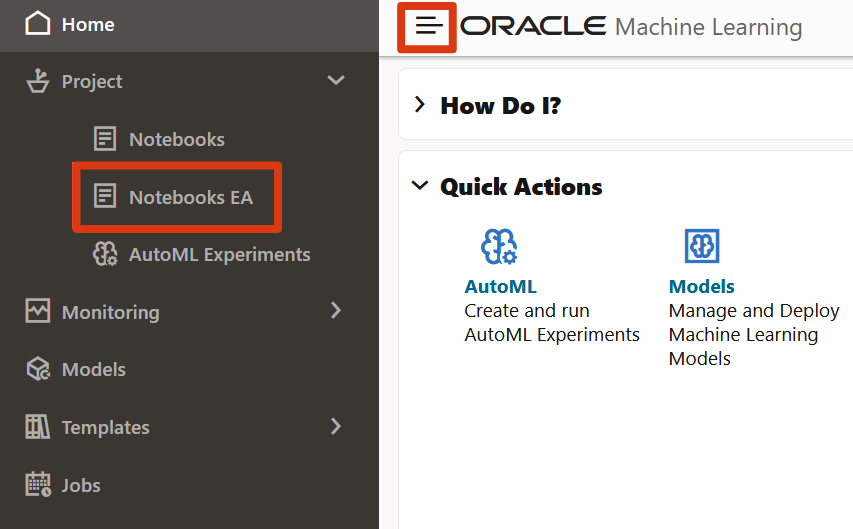 Home
Project
Notebooks
Notebooks EA
AutoML Experiments
Monitoring
Models
Templates
Jobs
ORACLE Machine Learning
How Do I?
Quick Actions
AutoML
Create and run
AutoML Experiments
Models
Manage and Deploy
Machine Learning
Models